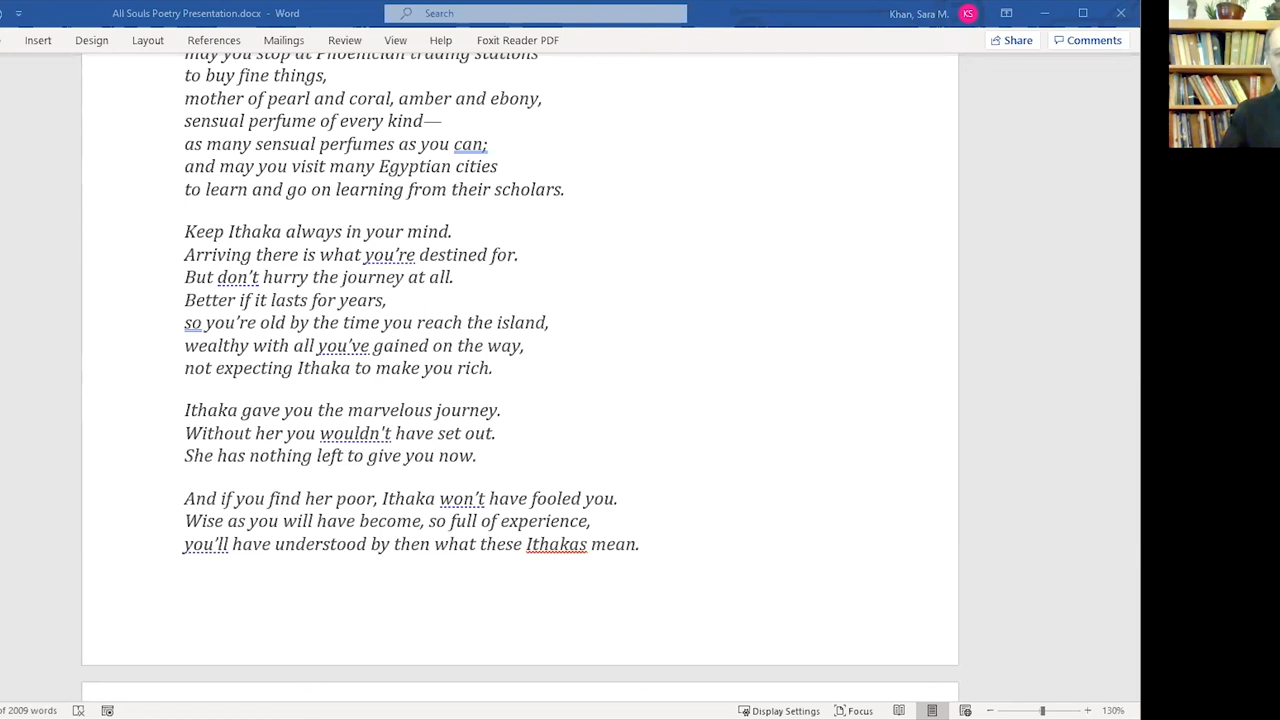 All Souls Poetry Presentation.docx - Word
Search
Khan, Sara M.
KS
Insert Design Layout References Mailings Review View Help Foxit Reader PDF
Share
Comments
may you stop at Phoenician trading stations
to buy fine things,
mother of pearl and coral, amber and ebony,
sensual perfume of every kind—
as many sensual perfumes as you can;
and may you visit many Egyptian cities
to learn and go on learning from their scholars.
Keep Ithaka always in your mind.
Arriving there is what you’re destined for.
But don’t hurry the journey at all.
Better if it lasts for years,
so you’re old by the time you reach the island,
wealthy with all you’ve gained on the way,
not expecting Ithaka to make you rich.
Ithaka gave you the marvelous journey.
Without her you wouldn't have set out.
She has nothing left to give you now.
And if you find her poor, Ithaka won’t have fooled you.
Wise as you will have become, so full of experience,
you’ll have understood by then what these Ithakas mean.
of 2009 words
Display Settings
Focus
130%